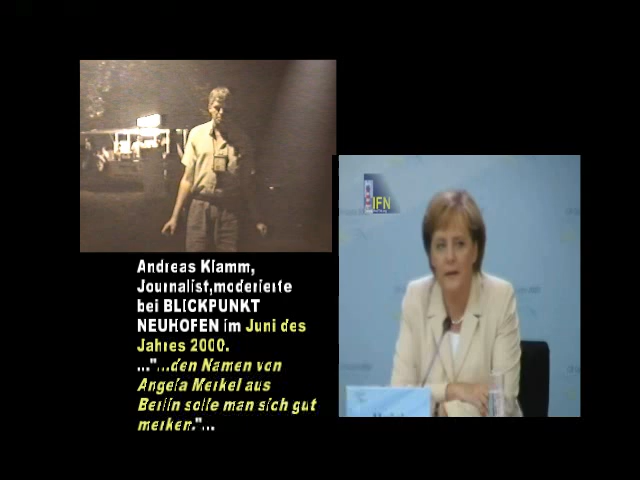 Andreas Klamm,
Journalist,moderierte
bei BLICKPUNKT
NEUHOFEN im Juni des
Jahres 2000.
..."...den Namen von
Angela Merkel aus
Berlin solle man sich gut
merken."...
IFN